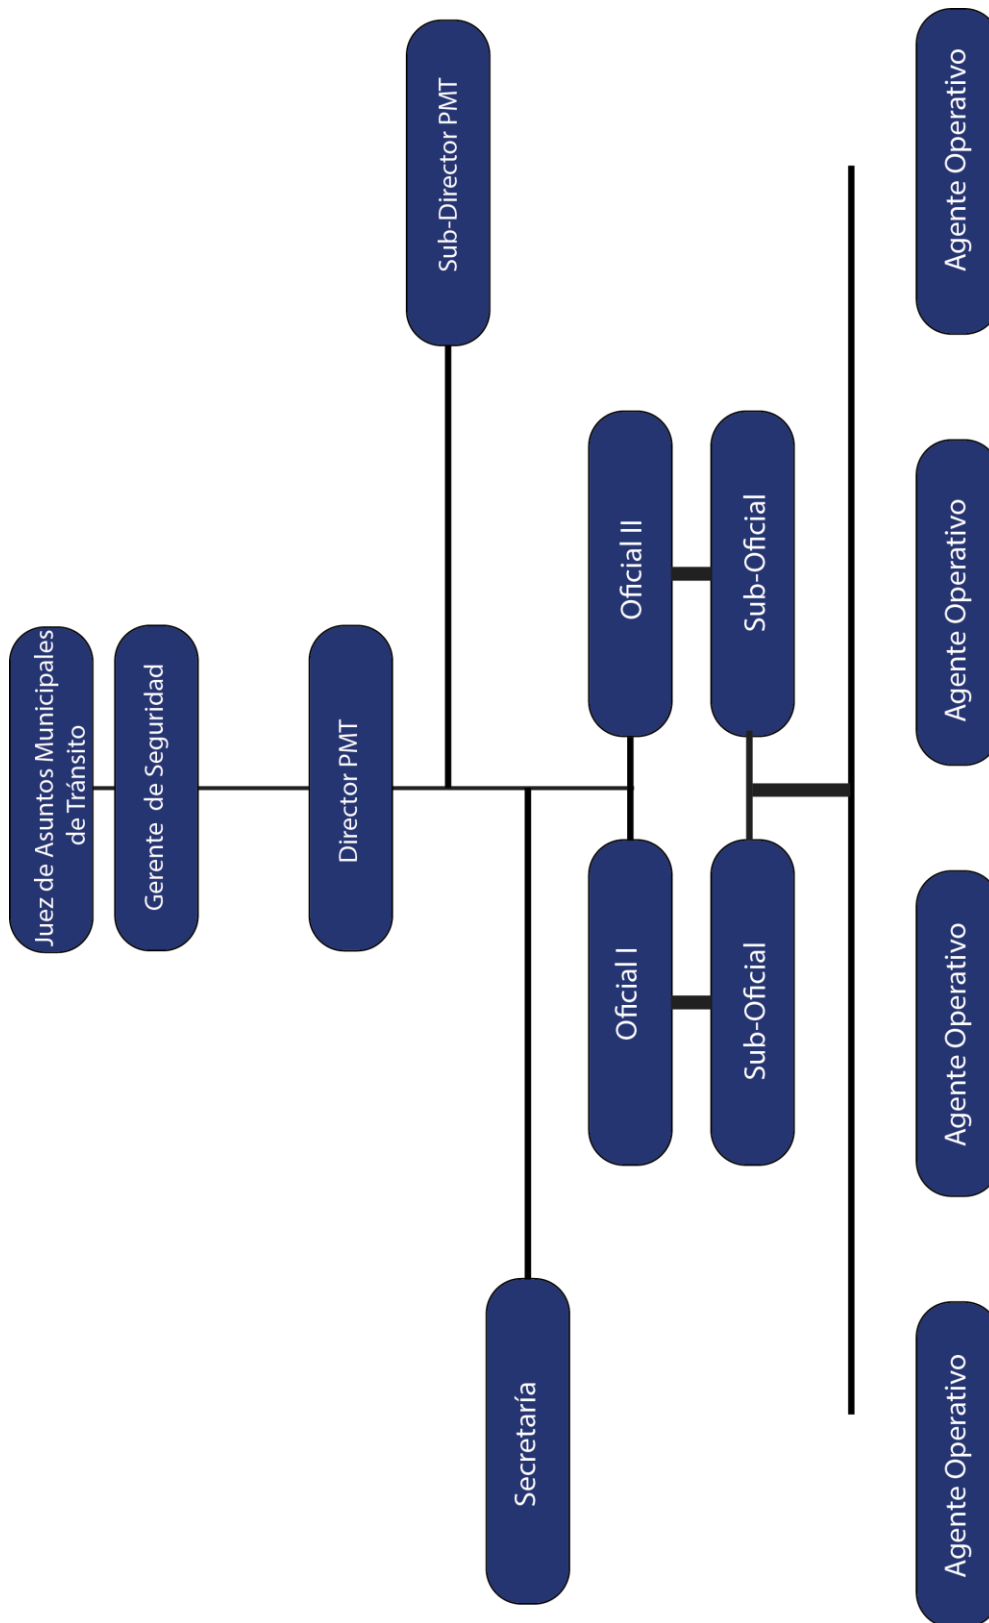 Juez de Asuntos Municipales
de Tránsito
Gerente de Seguridad
Director PMT
Sub-Director PMT
Secretaría
Oficial I
Oficial II
Sub-Oficial
Sub-Oficial
Agente Operativo
Agente Operativo
Agente Operativo
Agente Operativo